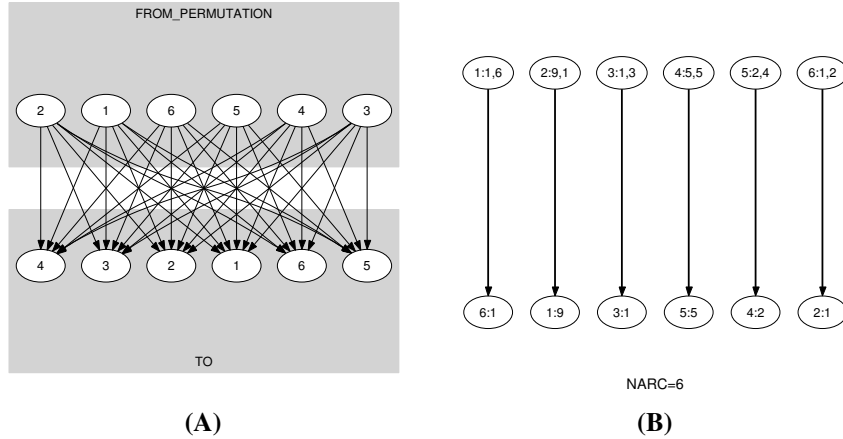 FROM_PERMUTATION
2 1 6 5 4 3
4 3 2 1 6 5
TO
(A)
1:1,6 2:9,1 3:1,3 4:5,5 5:2,4 6:1,2
6:1 1:9 3:1 5:5 4:2 2:1
NARC=6
(B)